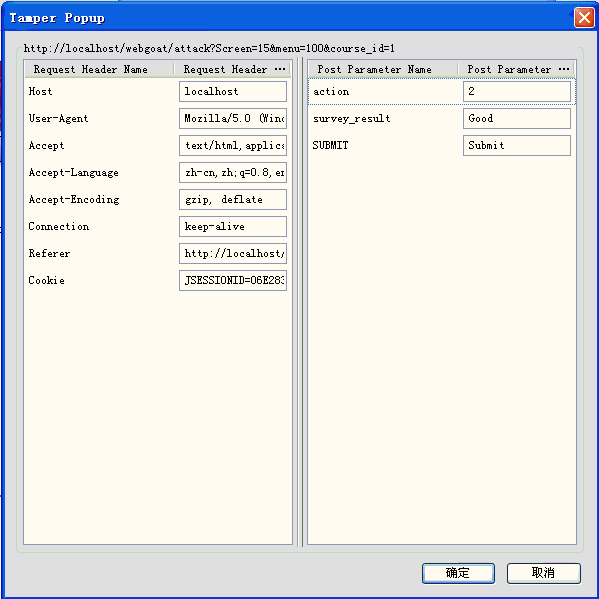 Tamper Popup
http://localhost/webgoat/attack?Screen=15&menu=100&course_id=1
Request Header Name Request Header ...
Host localhost
User-Agent Mozilla/5.0 (Wind
Accept text/html,applics
Accept-Language zh-cn,zh;q=0.8,en
Accept-Encoding gzip, deflate
Connection keep-alive
Referer http://localhost/
Cookie JSESSIONID=06E283
Post Parameter Name Post Parameter ...
action 2
survey_result Good
SUBMIT Submit
确定 取消